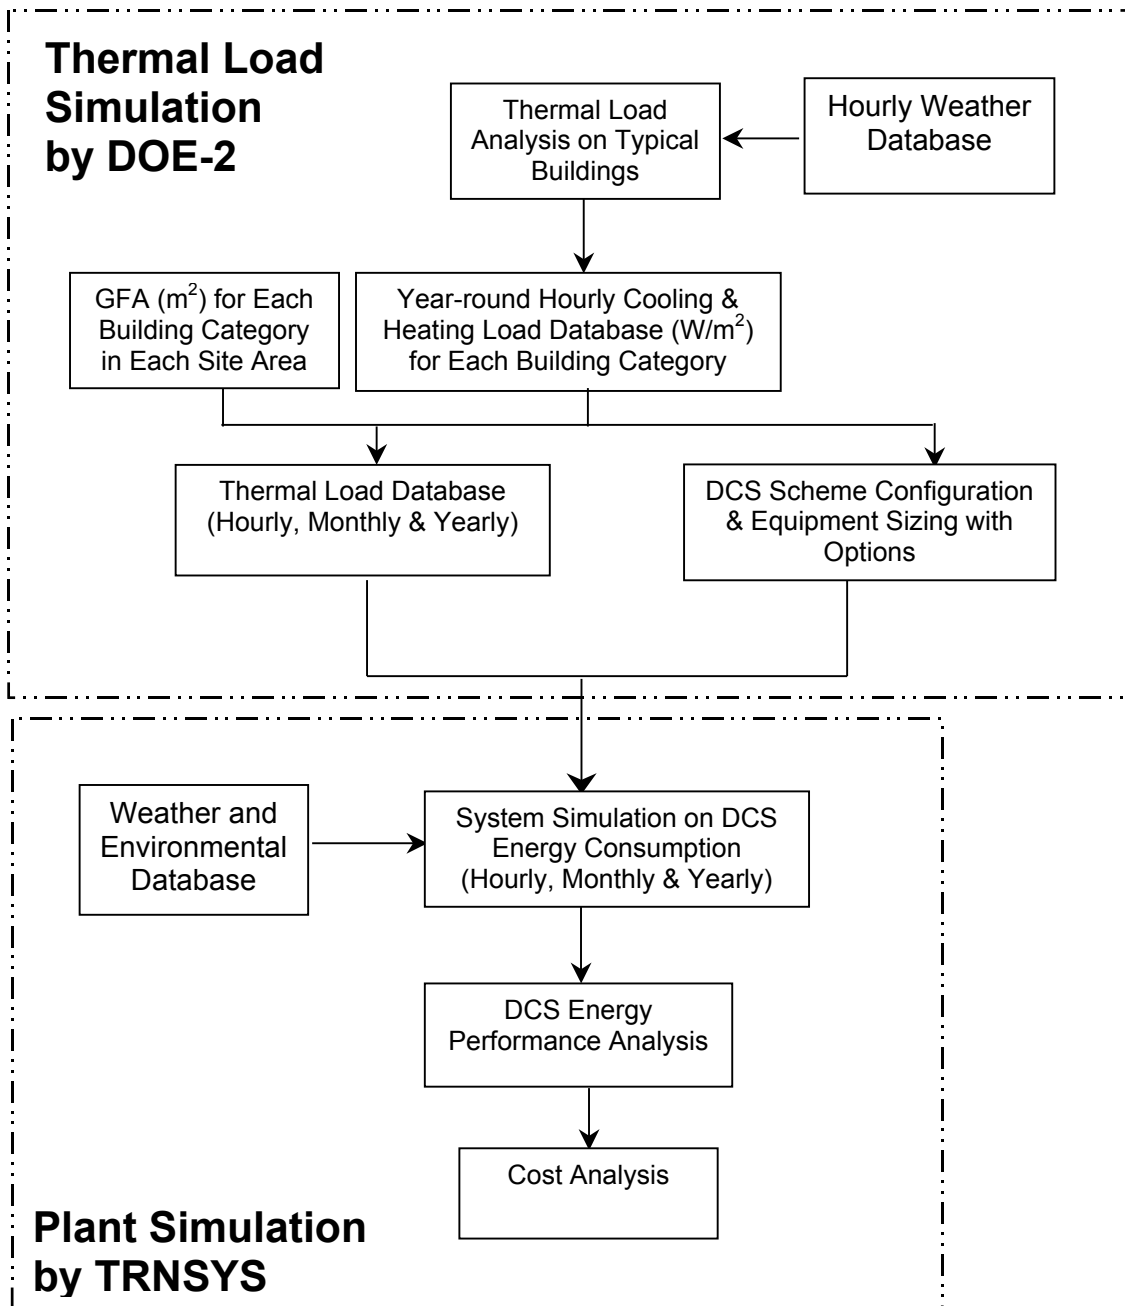 Thermal Load
Simulation
by DOE-2
Thermal Load
Analysis on Typical
Buildings
Hourly Weather
Database
GFA (m²) for Each
Building Category
in Each Site Area
Year-round Hourly Cooling &
Heating Load Database (W/m²)
for Each Building Category
Thermal Load Database
(Hourly, Monthly & Yearly)
DCS Scheme Configuration
& Equipment Sizing with
Options
Weather and
Environmental
Database
System Simulation on DCS
Energy Consumption
(Hourly, Monthly & Yearly)
DCS Energy
Performance Analysis
Cost Analysis
Plant Simulation
by TRNSYS